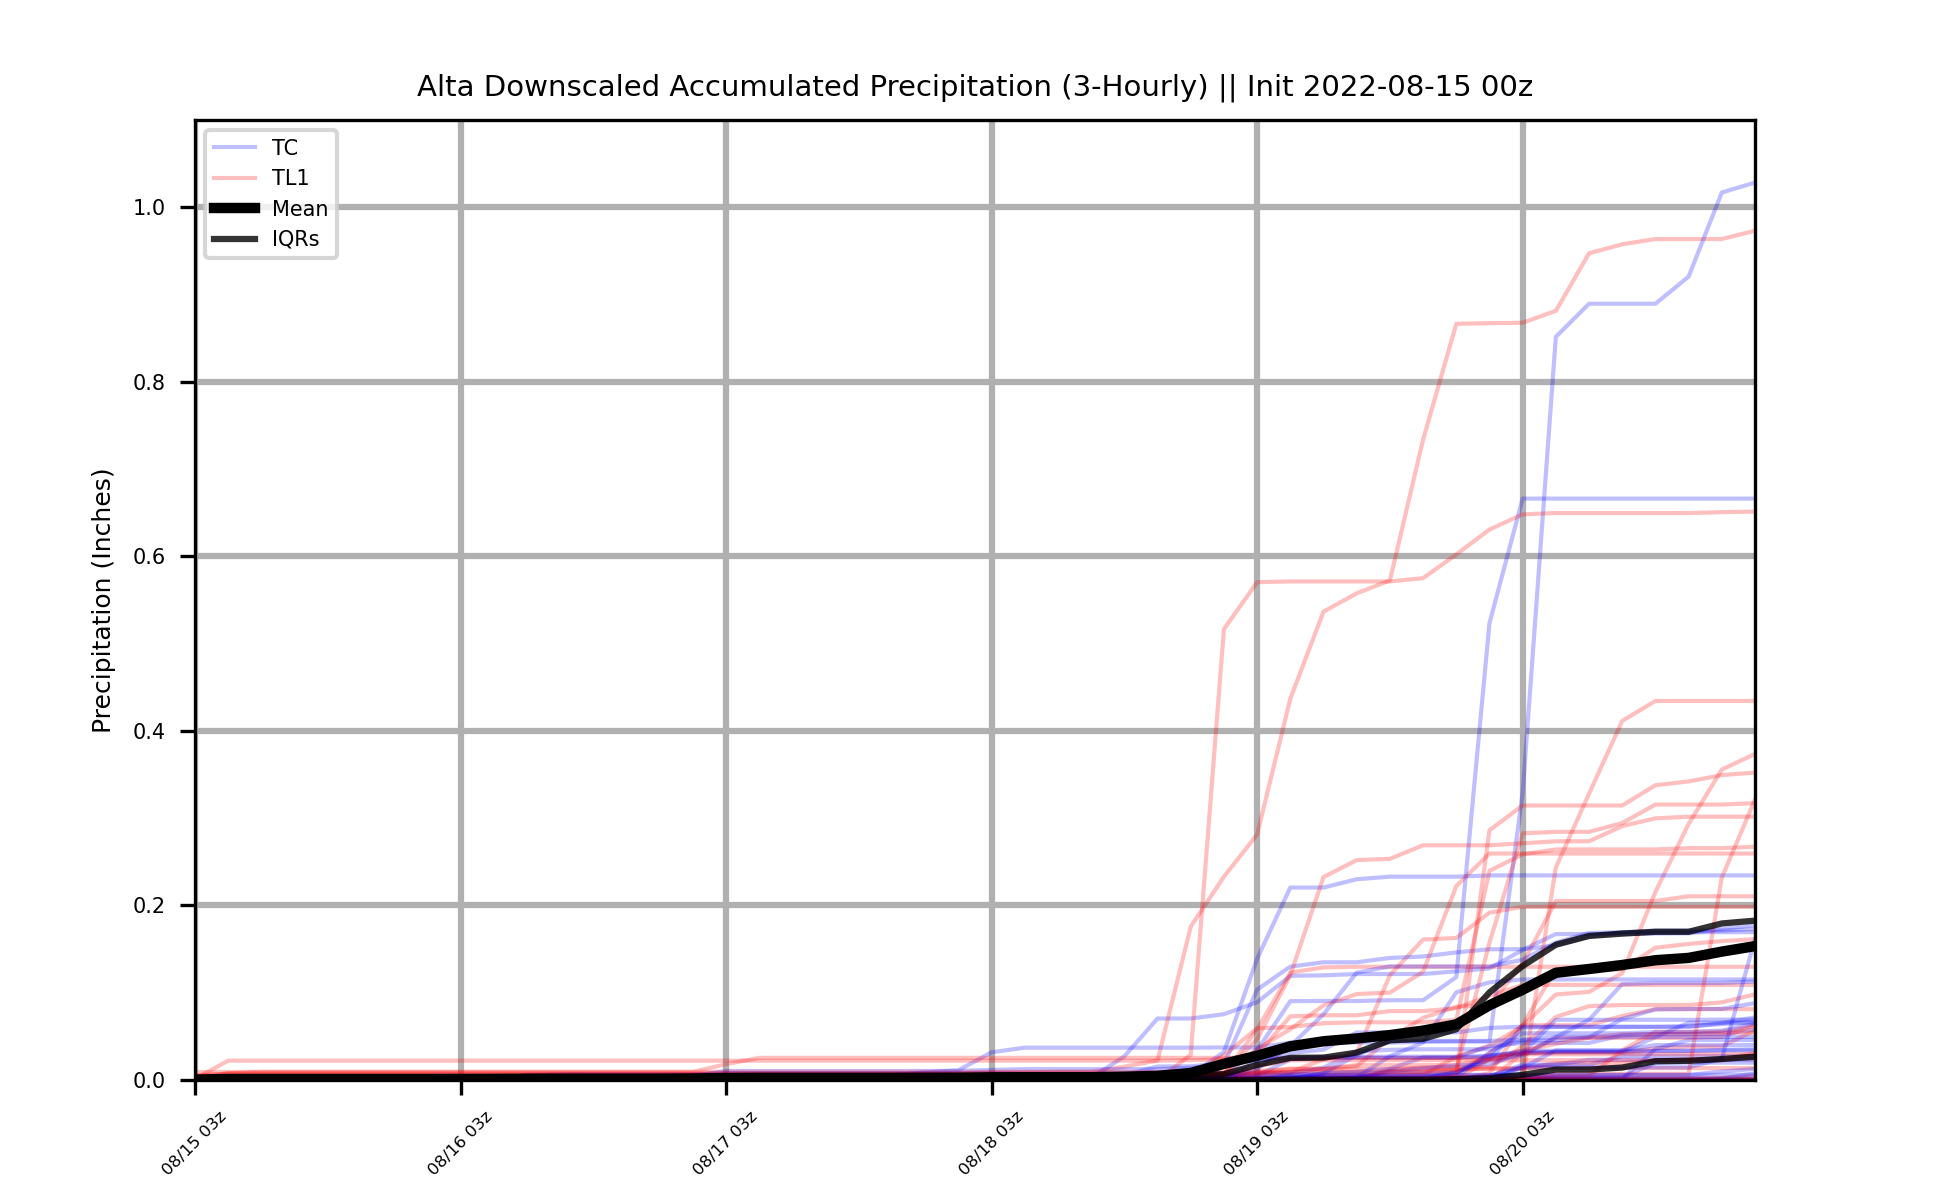 Alta Downscaled Accumulated Precipitation (3-Hourly) || Init 2022-08-15 00z
TC
TL1
Mean
IQRs
Precipitation (Inches)
1.0
0.8
0.6
0.4
0.2
0.0
08/15 03z
08/16 03z
08/17 03z
08/18 03z
08/19 03z
08/20 03z